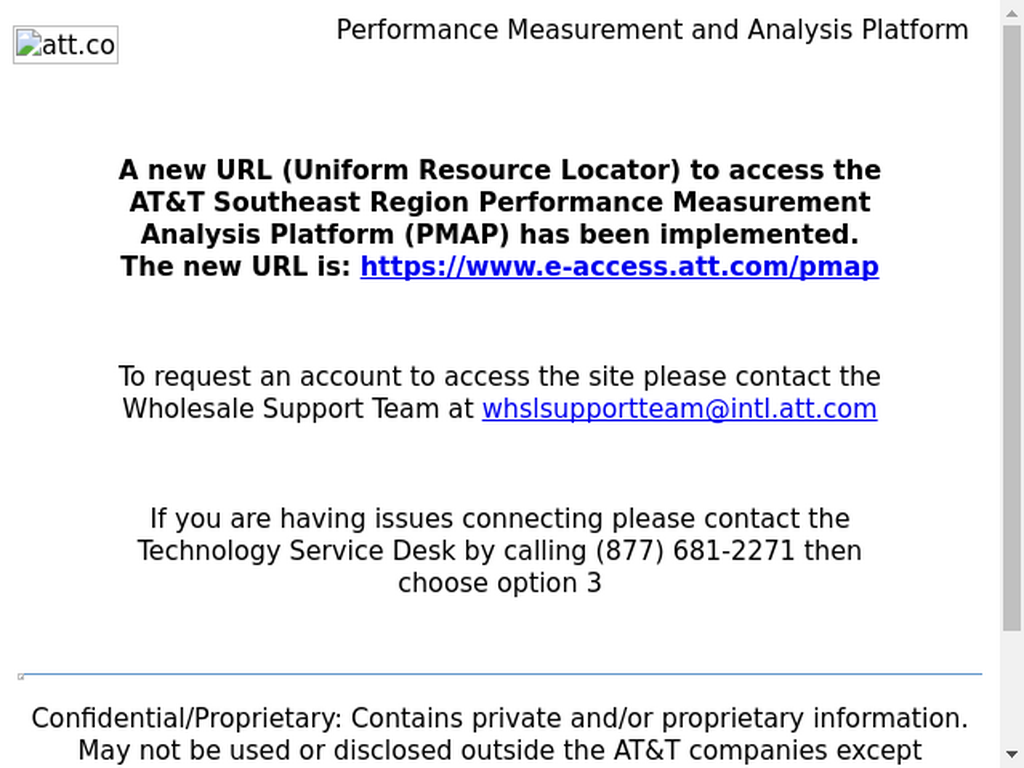 att.co
Performance Measurement and Analysis Platform
A new URL (Uniform Resource Locator) to access the
AT&T Southeast Region Performance Measurement
Analysis Platform (PMAP) has been implemented.
The new URL is: https://www.e-access.att.com/pmap
To request an account to access the site please contact the
Wholesale Support Team at whslsupportteam@intl.att.com
If you are having issues connecting please contact the
Technology Service Desk by calling (877) 681-2271 then
choose option 3
Confidential/Proprietary: Contains private and/or proprietary information.
May not be used or disclosed outside the AT&T companies except